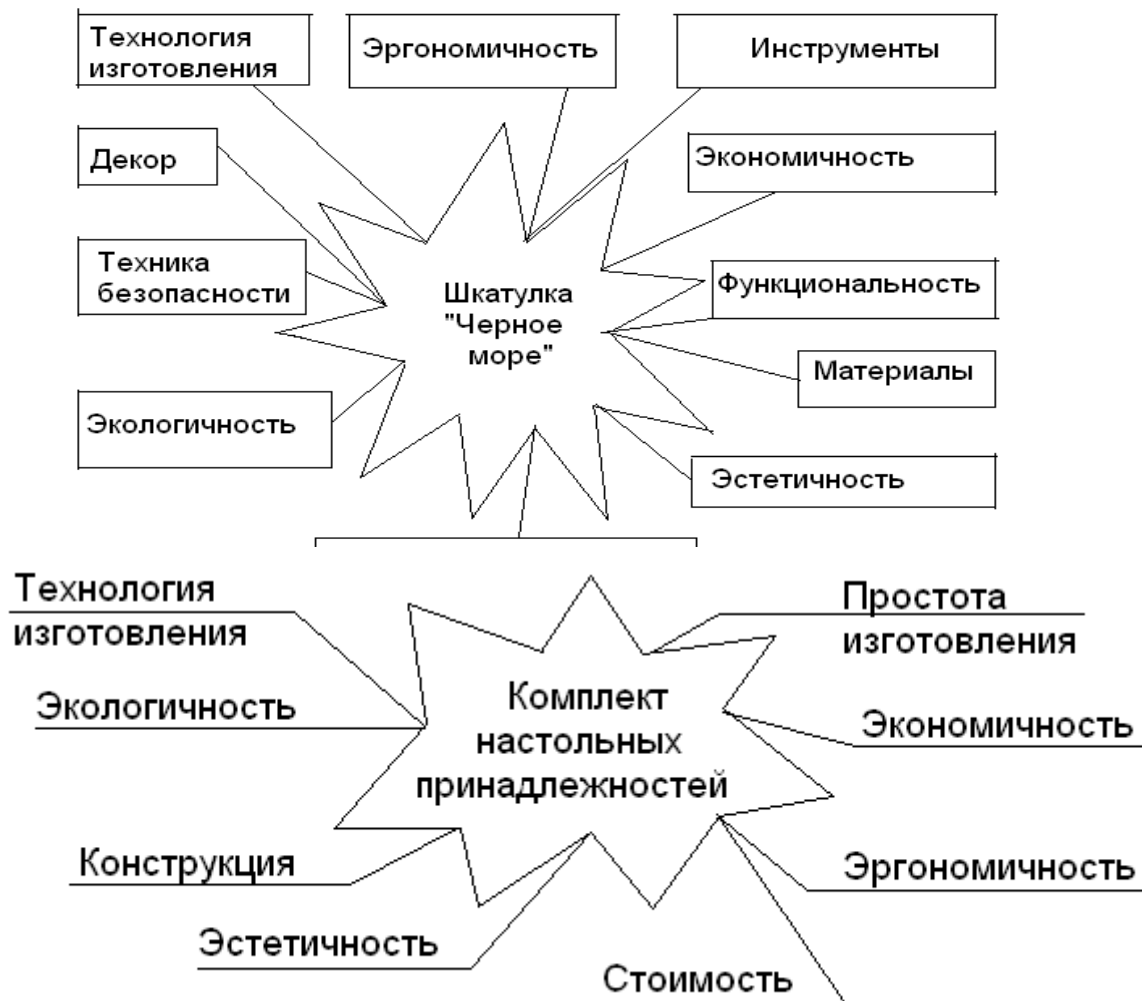 Технология
изготовления
Эргономичность
Инструменты
Декор
Экономичность
Техника
безопасности
Шкатулка
"Черное
море"
Функциональность
Материалы
Экологичность
Эстетичность
Технология
изготовления
Простота
изготовления
Экологичность
Комплект
настольных
принадлежностей
Экономичность
Конструкция
Эргономичность
Эстетичность
Стоимость